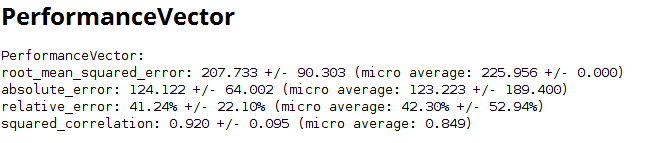 PerformanceVector
PerformanceVector:
root_mean_squared_error: 207.733 +/- 90.303 (micro average: 225.956 +/- 0.000)
absolute_error: 124.122 +/- 64.002 (micro average: 123.223 +/- 189.400)
relative_error: 41.24% +/- 22.10% (micro average: 42.30% +/- 52.94%)
squared_correlation: 0.920 +/- 0.095 (micro average: 0.849)